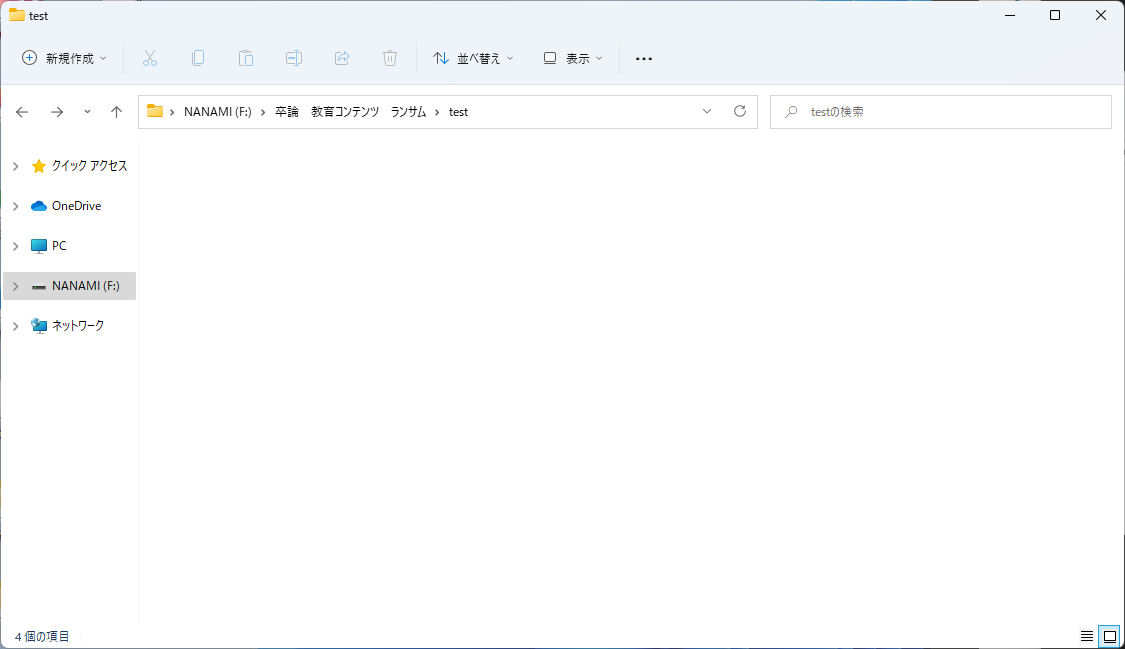 test
新規作成
並べ替え
表示
NANAMI (F:) 卒論　教育コンテンツ　ランサム test
testの検索
クイック アクセス
OneDrive
PC
NANAMI (F:)
ネットワーク
4 個の項目